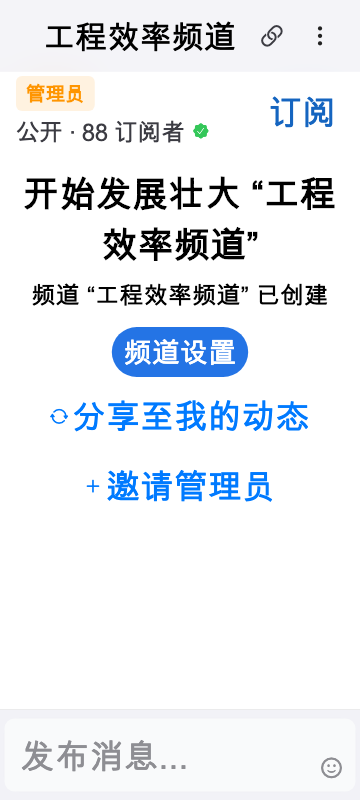 工程效率频道
管理员
公开 · 88 订阅者
订阅
开始发展壮大 “工程
效率频道”
频道 “工程效率频道” 已创建
频道设置
分享至我的动态
+ 邀请管理员
发布消息...